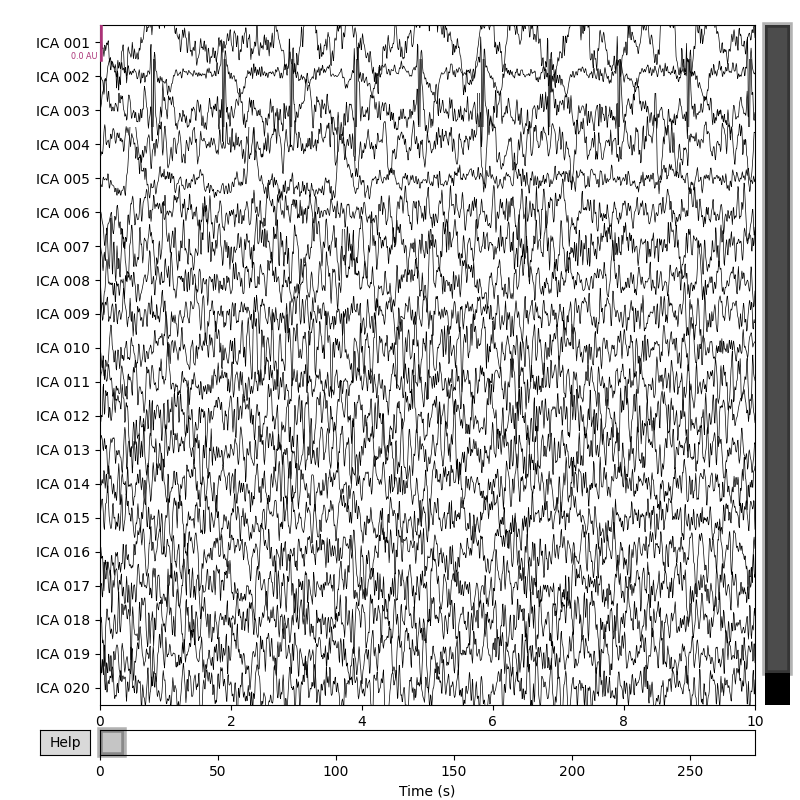 ICA 001
0.0 AU
ICA 002
ICA 003
ICA 004
ICA 005
ICA 006
ICA 007
ICA 008
ICA 009
ICA 010
ICA 011
ICA 012
ICA 013
ICA 014
ICA 015
ICA 016
ICA 017
ICA 018
ICA 019
ICA 020
0 2 4 6 8 10
Help
0 50 100 150 200 250
Time (s)